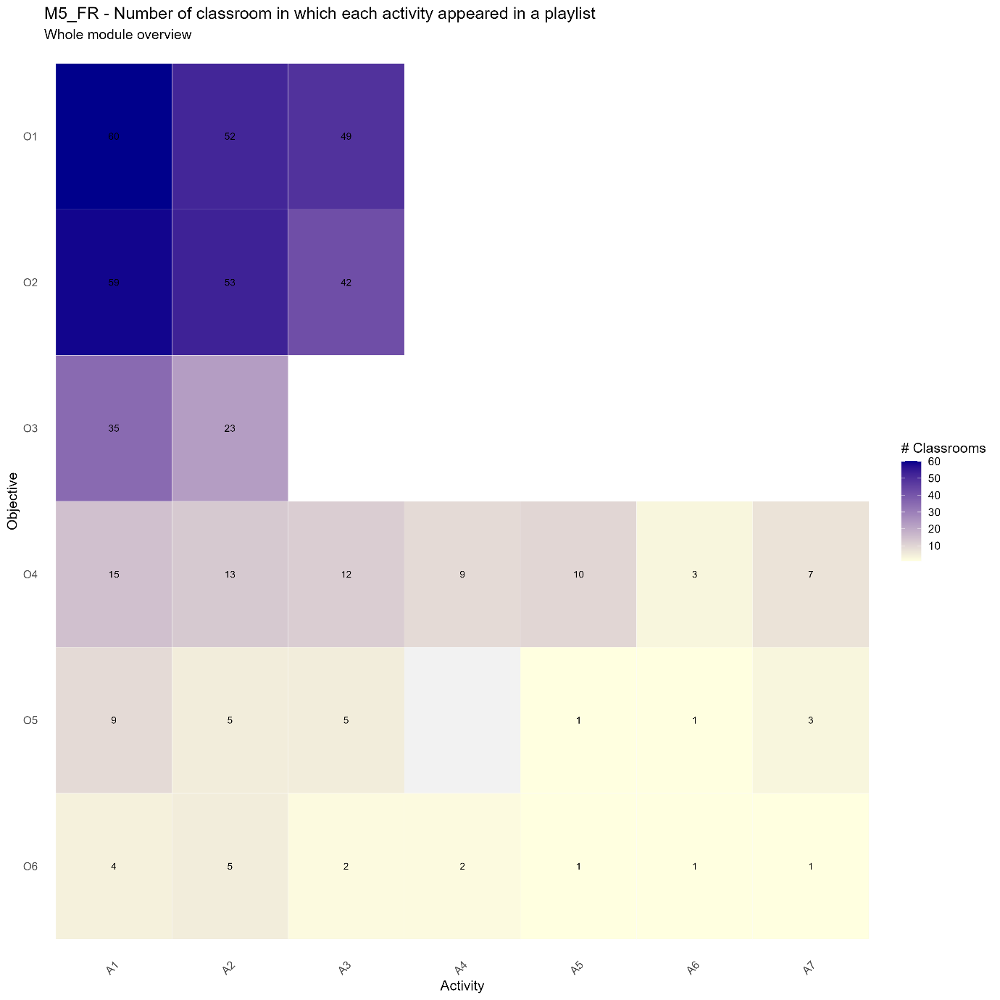 M5_FR - Number of classroom in which each activity appeared in a playlist
Whole module overview
O1
60
52
49
O2
59
53
42
O3
35
23
# Classrooms
60
50
40
30
20
10
Objective
O4
15
13
12
9
10
3
7
O5
9
5
5
1
1
3
O6
4
5
2
2
1
1
1
A1
A2
A3
A4
A5
A6
A7
Activity